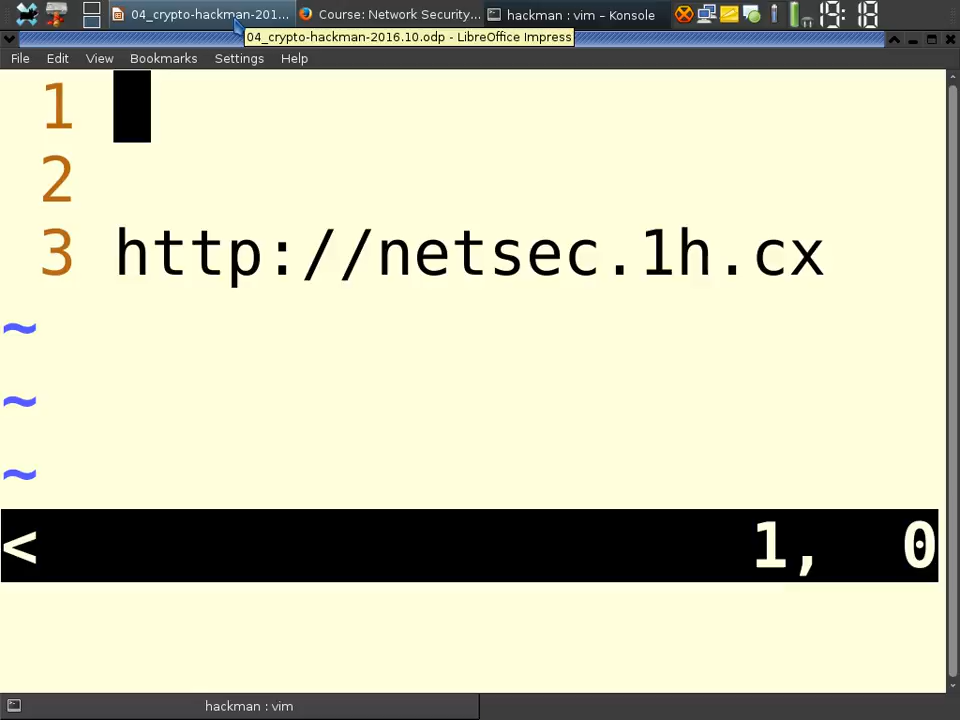 04_crypto-hackman-201... Course: Network Security,... hackman : vim – Konsole 19:18
04_crypto-hackman-2016.10.odp - LibreOffice Impress
File Edit View Bookmarks Settings Help
1
2
3 http://netsec.1h.cx
~
~
~
< 1, 0
hackman : vim